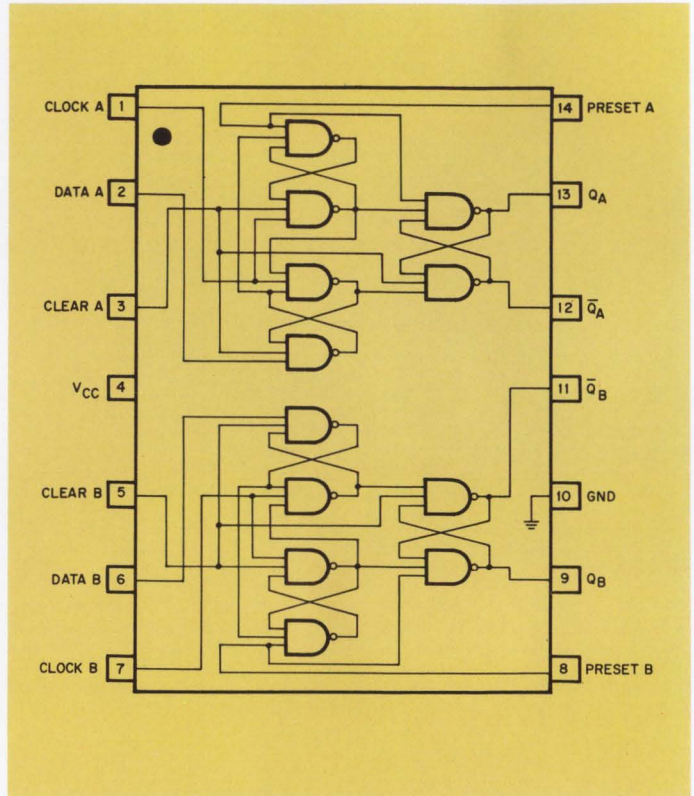 CLOCK A 1
14 PRESET A
DATA A 2
13 QA
CLEAR A 3
12 Q̅A
VCC 4
11 Q̅B
CLEAR B 5
10 GND
DATA B 6
9 QB
CLOCK B 7
8 PRESET B